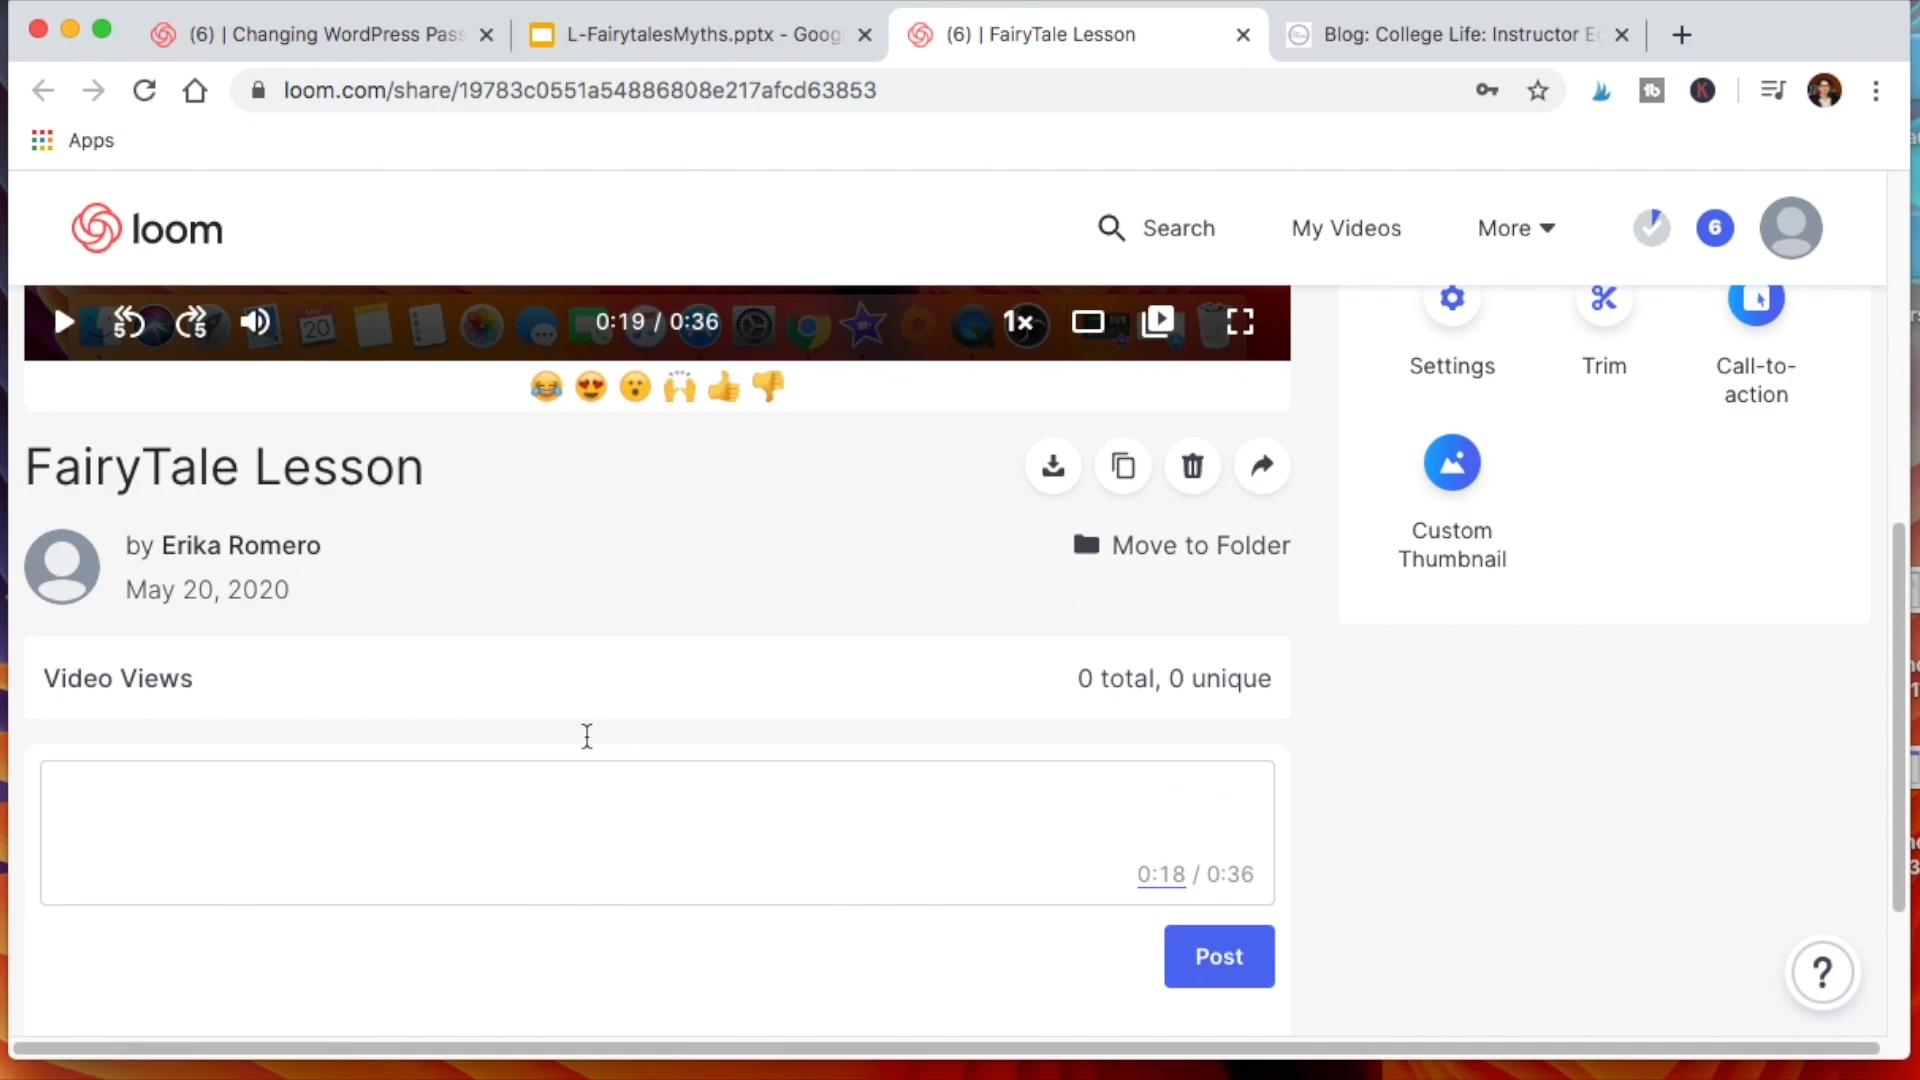 (6) | Changing WordPress Pass
L-FairytalesMyths.pptx - Goog
(6) | FairyTale Lesson
Blog: College Life: Instructor E
loom.com/share/19783c0551a54886808e217afcd63853
Apps
loom
Search
My Videos
More
6
5
5
0:19 / 0:36
1x
Settings
Trim
Call-to-
action
FairyTale Lesson
by Erika Romero
May 20, 2020
Move to Folder
Custom
Thumbnail
Video Views
0 total, 0 unique
0:18 / 0:36
Post
?